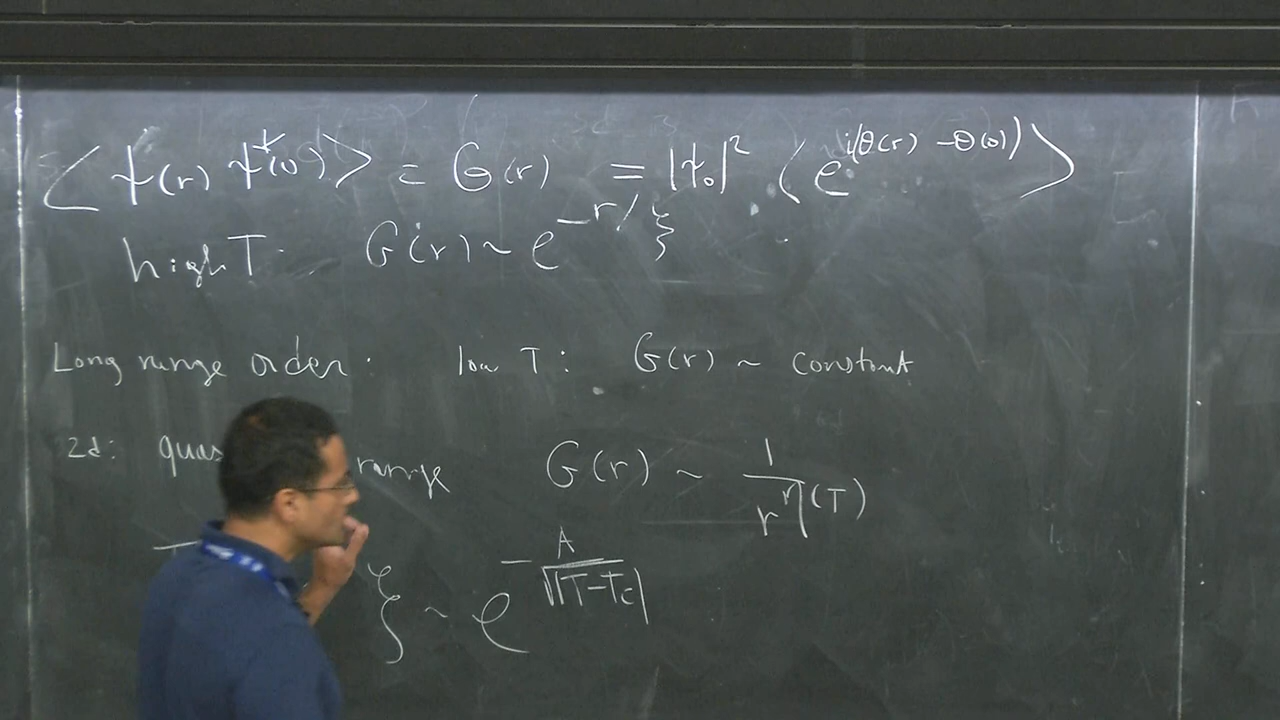 ⟨ψ(r) ψ*(0)⟩ = G(r) = |ψ₀|² ⟨e^{i(θ(r) - θ(0))}⟩
high T: G(r) ~ e^{-r/ξ}
Long range order: low T: G(r) ~ constant
2d: quas range G(r) ~ 1/r^{η(T)}
T ξ ~ e^{-A/√|T-Tc|}